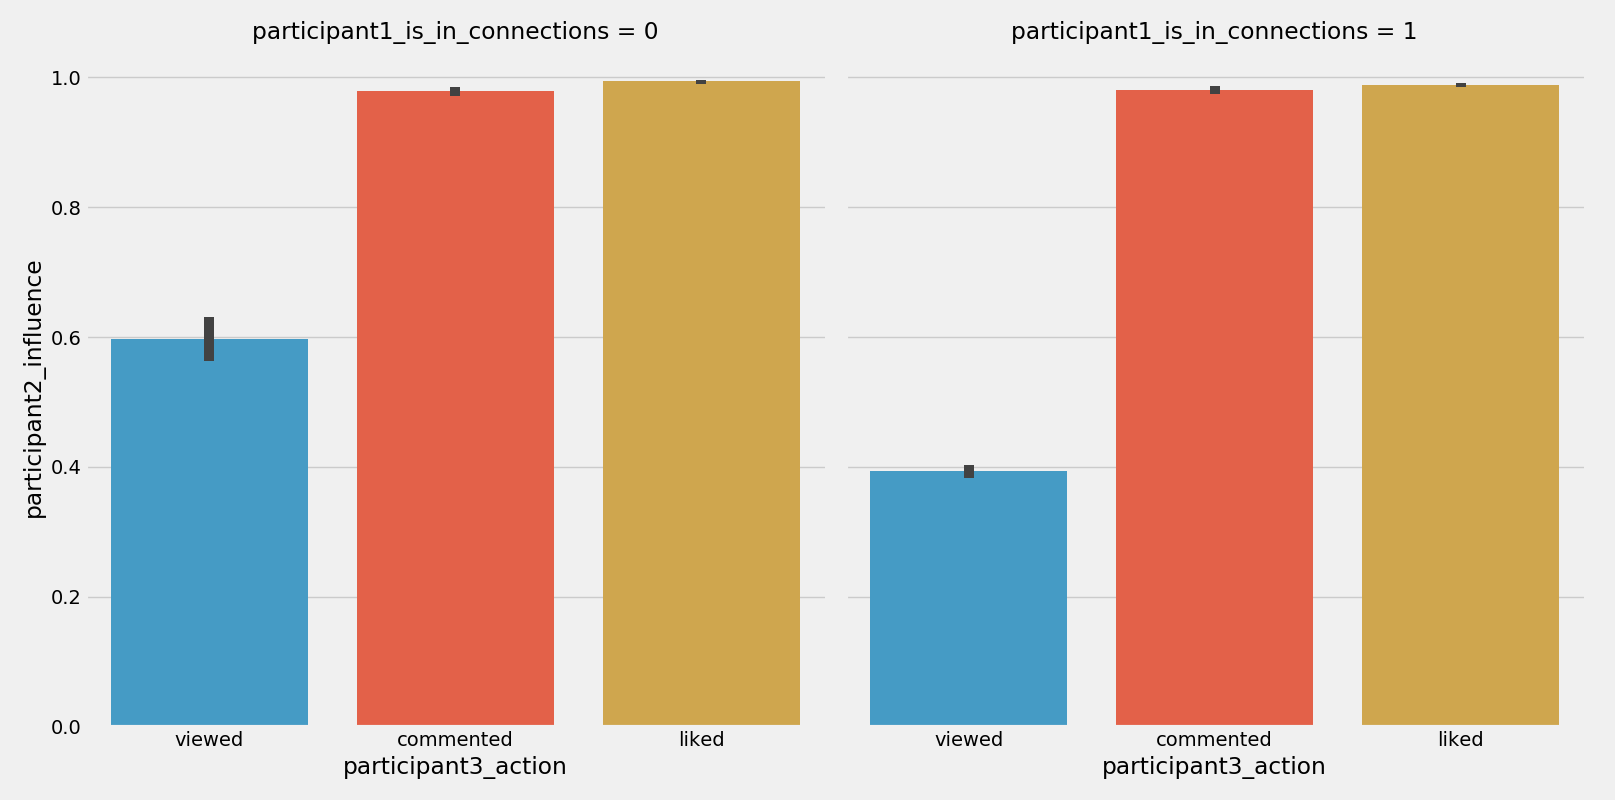 participant1_is_in_connections = 0
participant1_is_in_connections = 1
participant2_influence
1.0
0.8
0.6
0.4
0.2
0.0
viewed commented liked
viewed commented liked
participant3_action
participant3_action